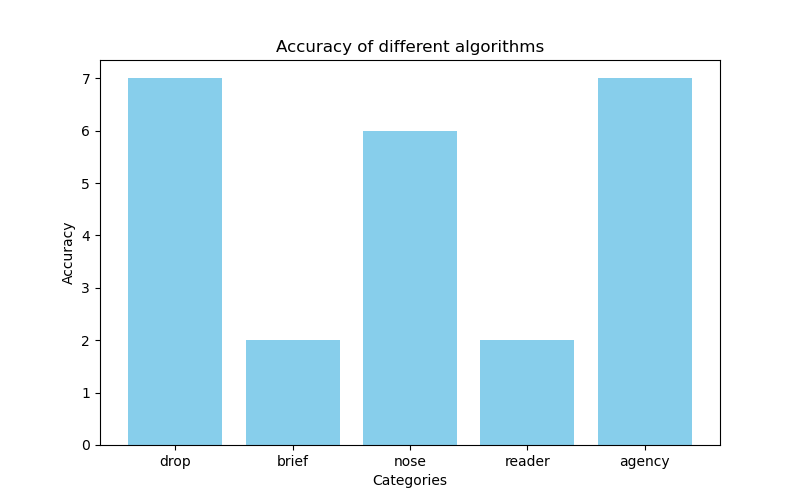 Accuracy of different algorithms
Accuracy
7
6
5
4
3
2
1
0
drop brief nose reader agency
Categories